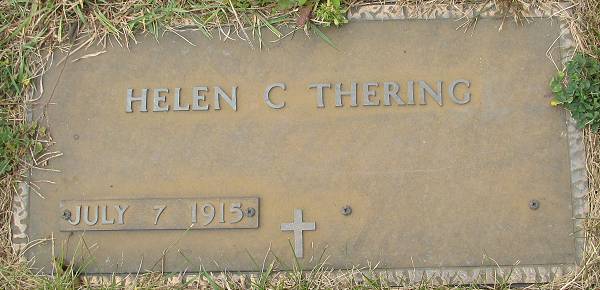 HELEN C THERING
JULY 7 1915